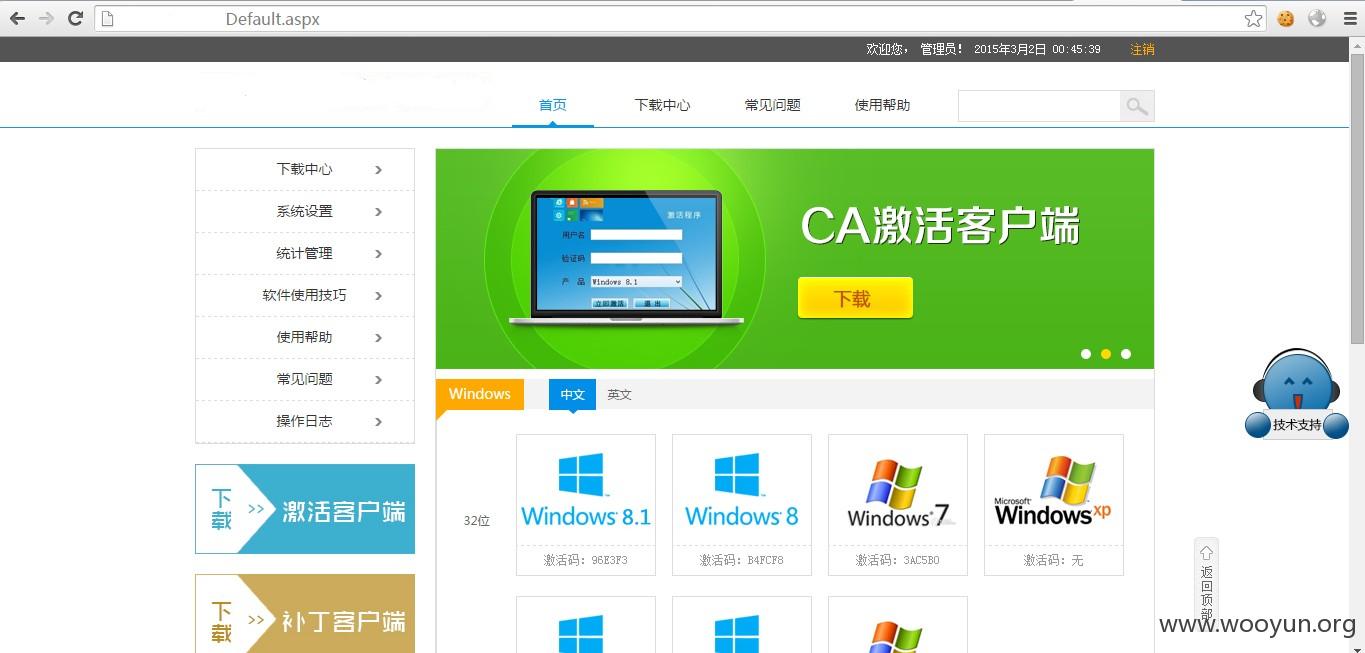 Default.aspx
欢迎您， 管理员！ 2015年3月2日 00:45:39 注销
首页 下载中心 常见问题 使用帮助
下载中心
系统设置
统计管理
软件使用技巧
使用帮助
常见问题
操作日志
下载 >> 激活客户端
下载 >> 补丁客户端
激活程序
用户名
验证码
产 品 Windows 8.1
立即激活 退 出
CA激活客户端
下载
Windows 中文 英文
32位
Windows 8.1
激活码: 96E3F3
Windows 8
激活码: B4FCF8
Windows 7
激活码: 3AC5B0
Microsoft Windows xp
激活码: 无
技术支持
返回顶部
www.wooyun.org